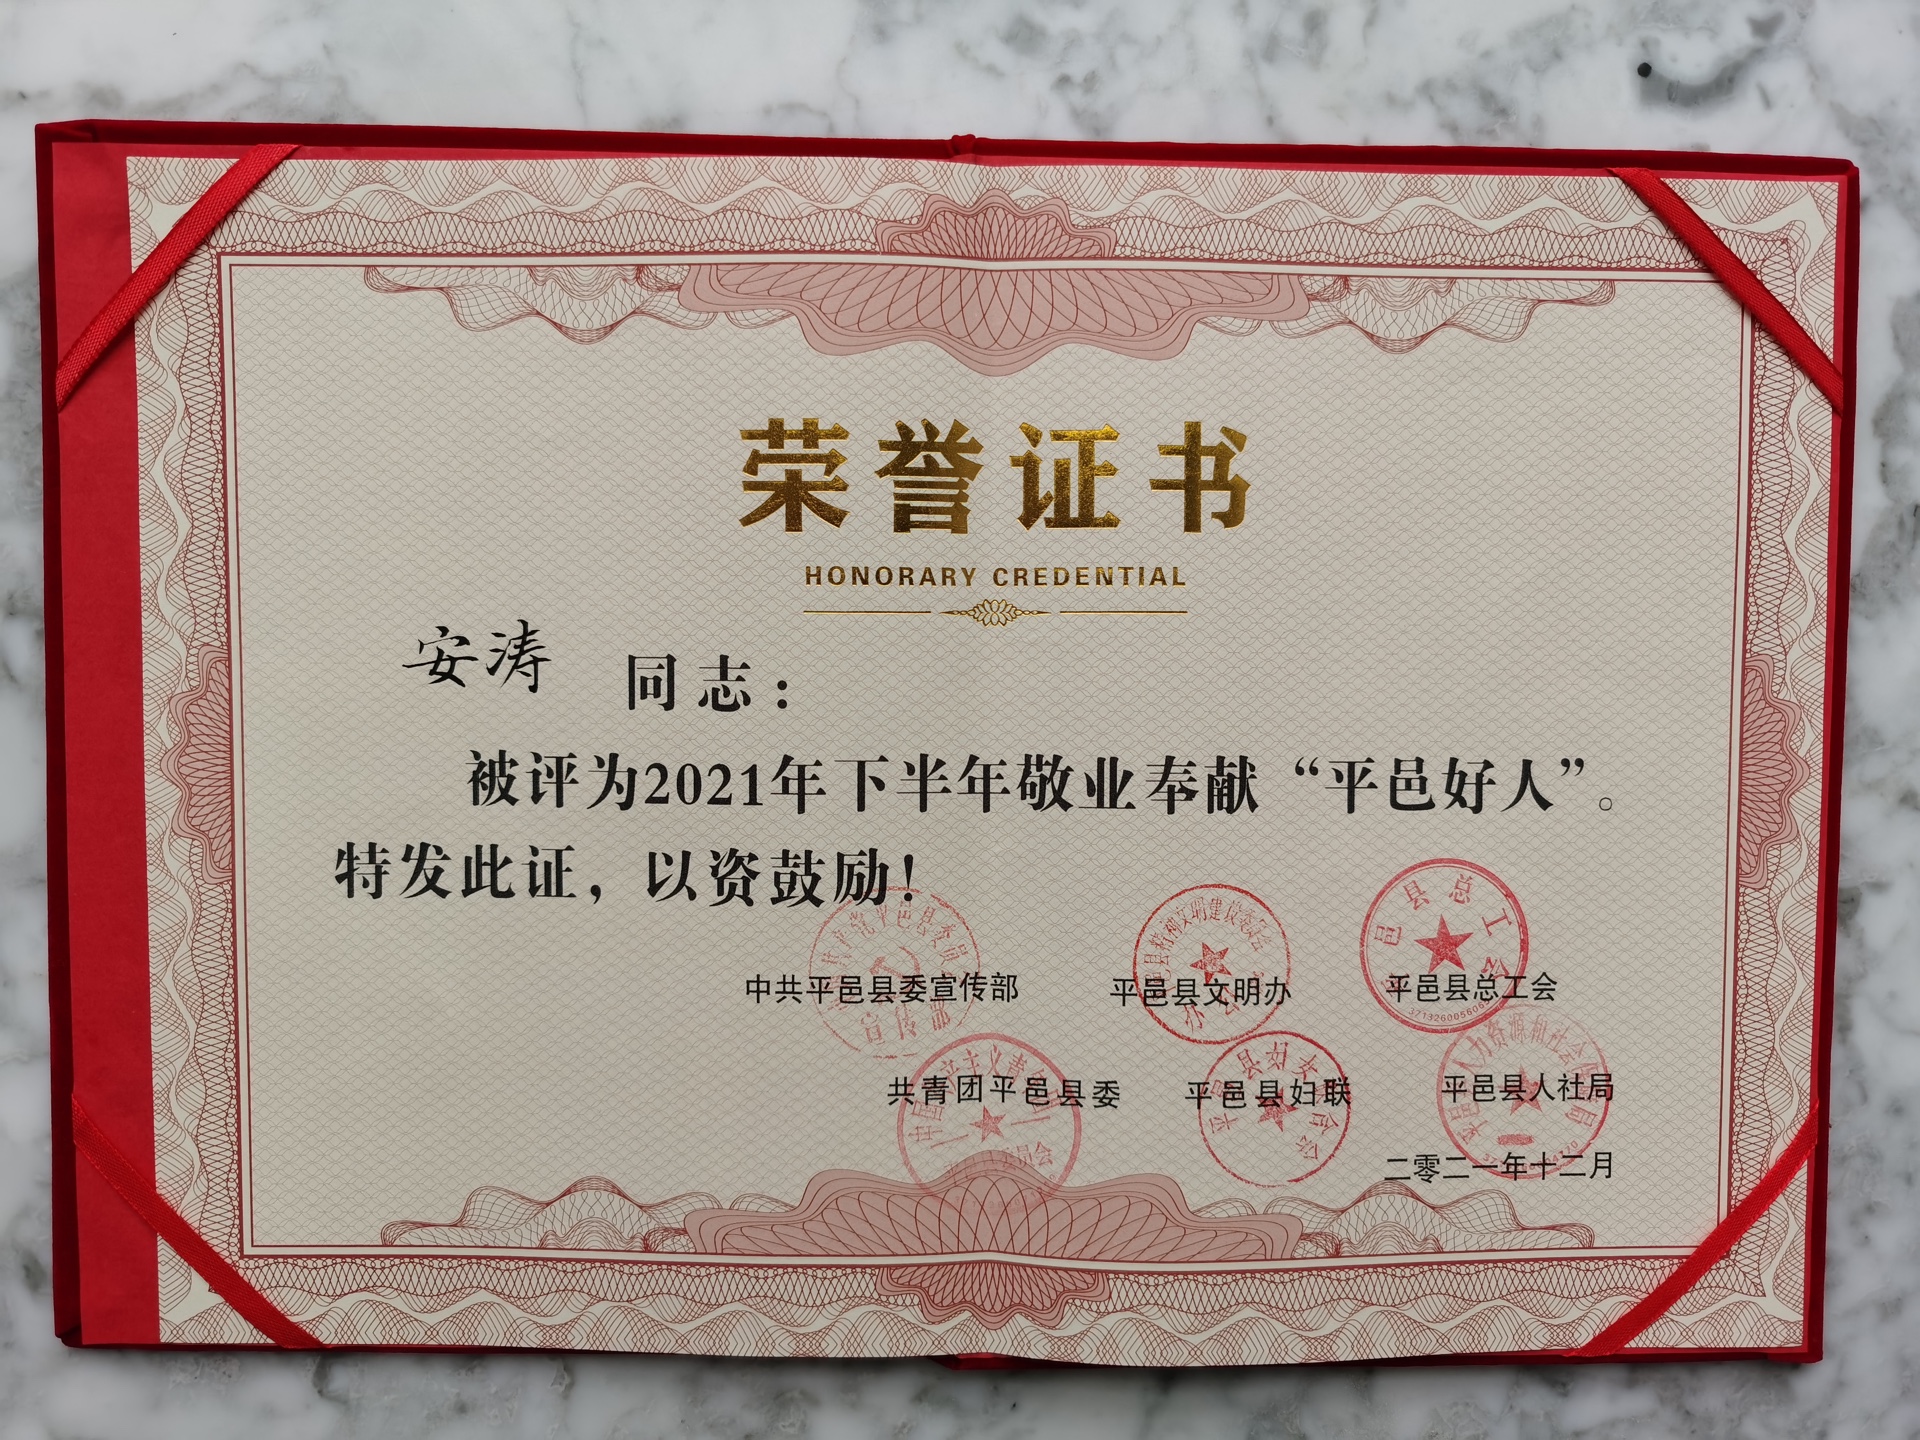 荣誉证书
HONORARY CREDENTIAL
安涛 同志：
被评为2021年下半年敬业奉献“平邑好人”。
特发此证，以资鼓励！
中共平邑县委宣传部 平邑县文明办 平邑县总工会
共青团平邑县委 平邑县妇联 平邑县人社局
二零二一年十二月